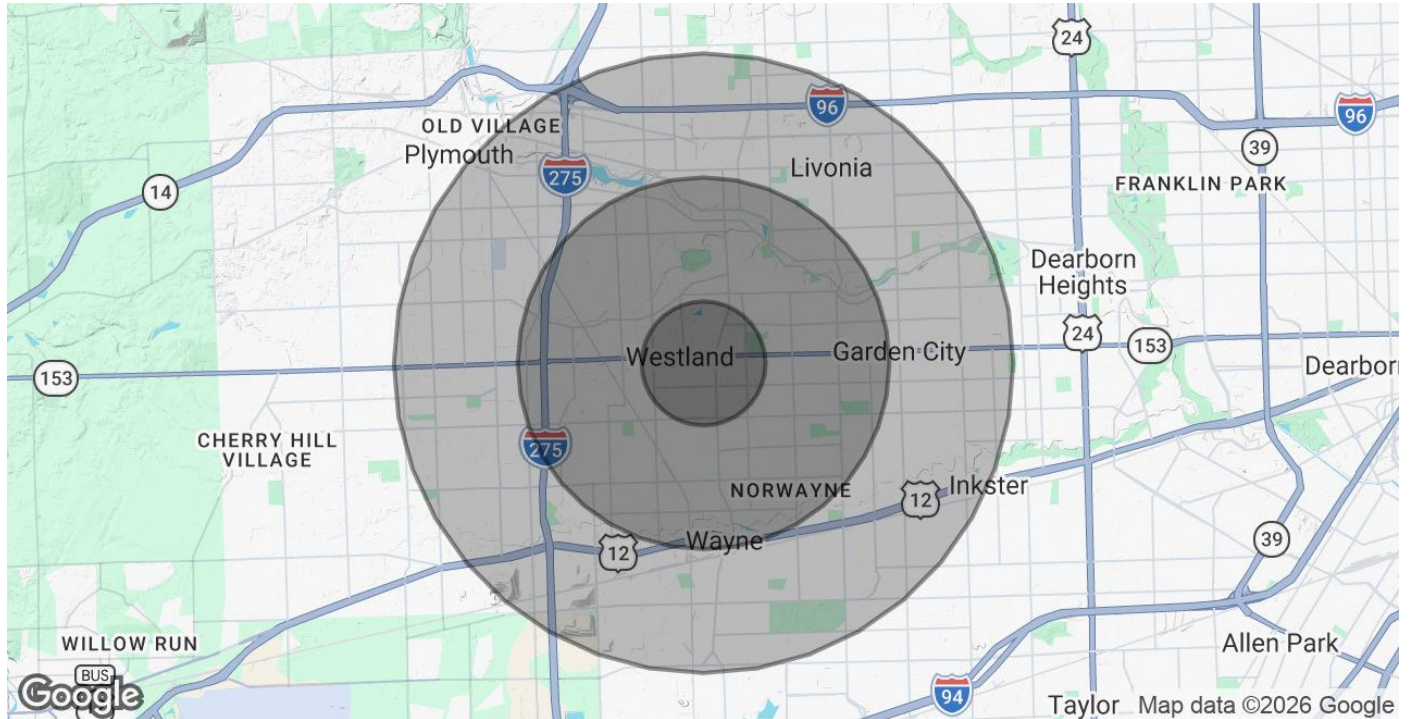 24
96
96
OLD VILLAGE
Plymouth
39
Livonia
275
FRANKLIN PARK
14
Dearborn
Heights
24
153
Westland
Garden City
153
Dearborn
CHERRY HILL
VILLAGE
275
NORWAYNE
Inkster
12
Wayne
12
39
WILLOW RUN
Allen Park
BUS
94
Google
Taylor
Map data ©2026 Google